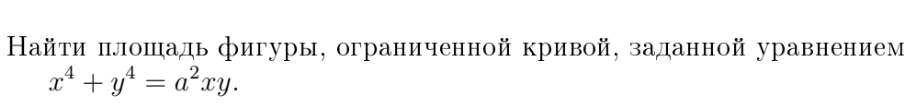 Найти площадь фигуры, ограниченной кривой, заданной уравнением
x⁴ + y⁴ = a²xy.